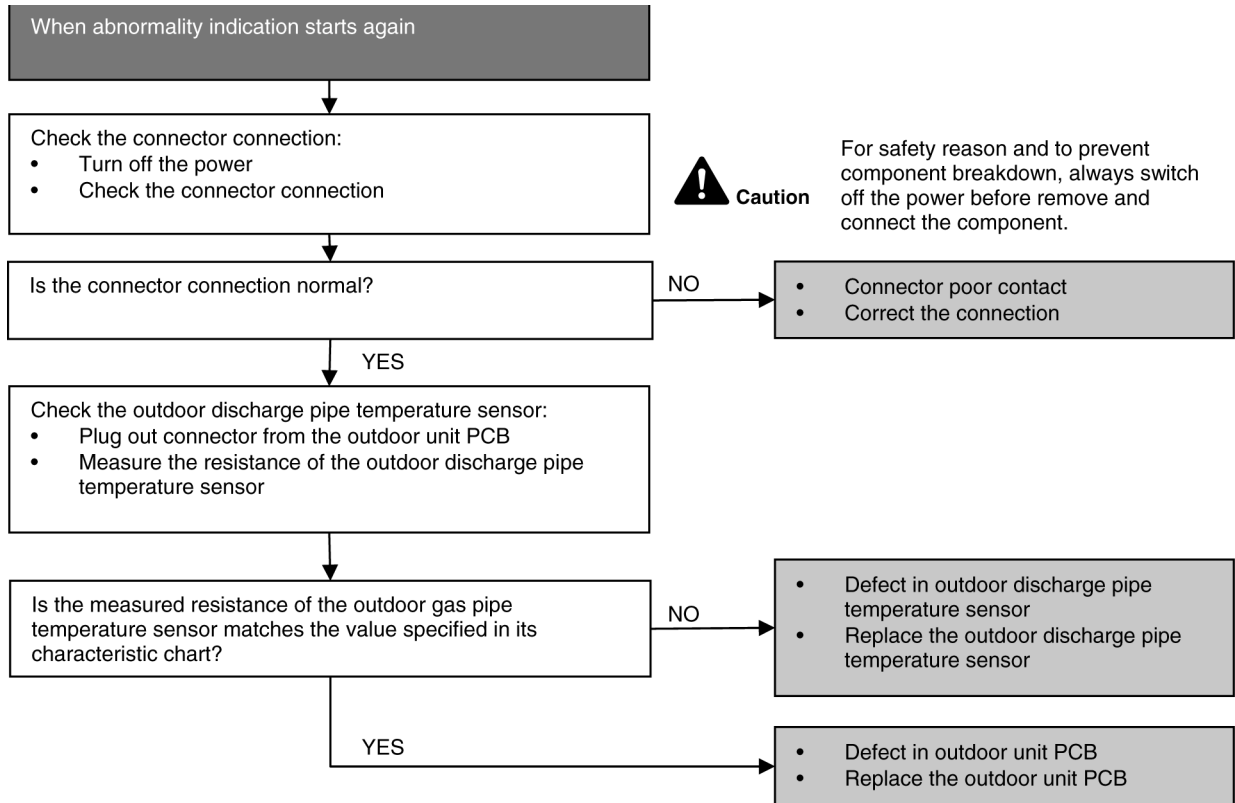 When abnormality indication starts again
Check the connector connection:
• Turn off the power
• Check the connector connection
Caution
For safety reason and to prevent
component breakdown, always switch
off the power before remove and
connect the component.
Is the connector connection normal?
NO
• Connector poor contact
• Correct the connection
YES
Check the outdoor discharge pipe temperature sensor:
• Plug out connector from the outdoor unit PCB
• Measure the resistance of the outdoor discharge pipe
temperature sensor
Is the measured resistance of the outdoor gas pipe
temperature sensor matches the value specified in its
characteristic chart?
NO
• Defect in outdoor discharge pipe
temperature sensor
• Replace the outdoor discharge pipe
temperature sensor
YES
• Defect in outdoor unit PCB
• Replace the outdoor unit PCB